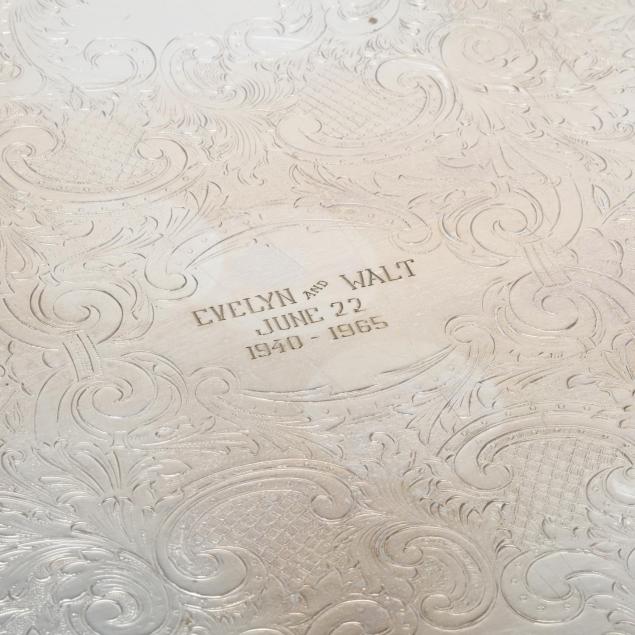 EVELYN AND WALT
JUNE 22
1940 - 1965